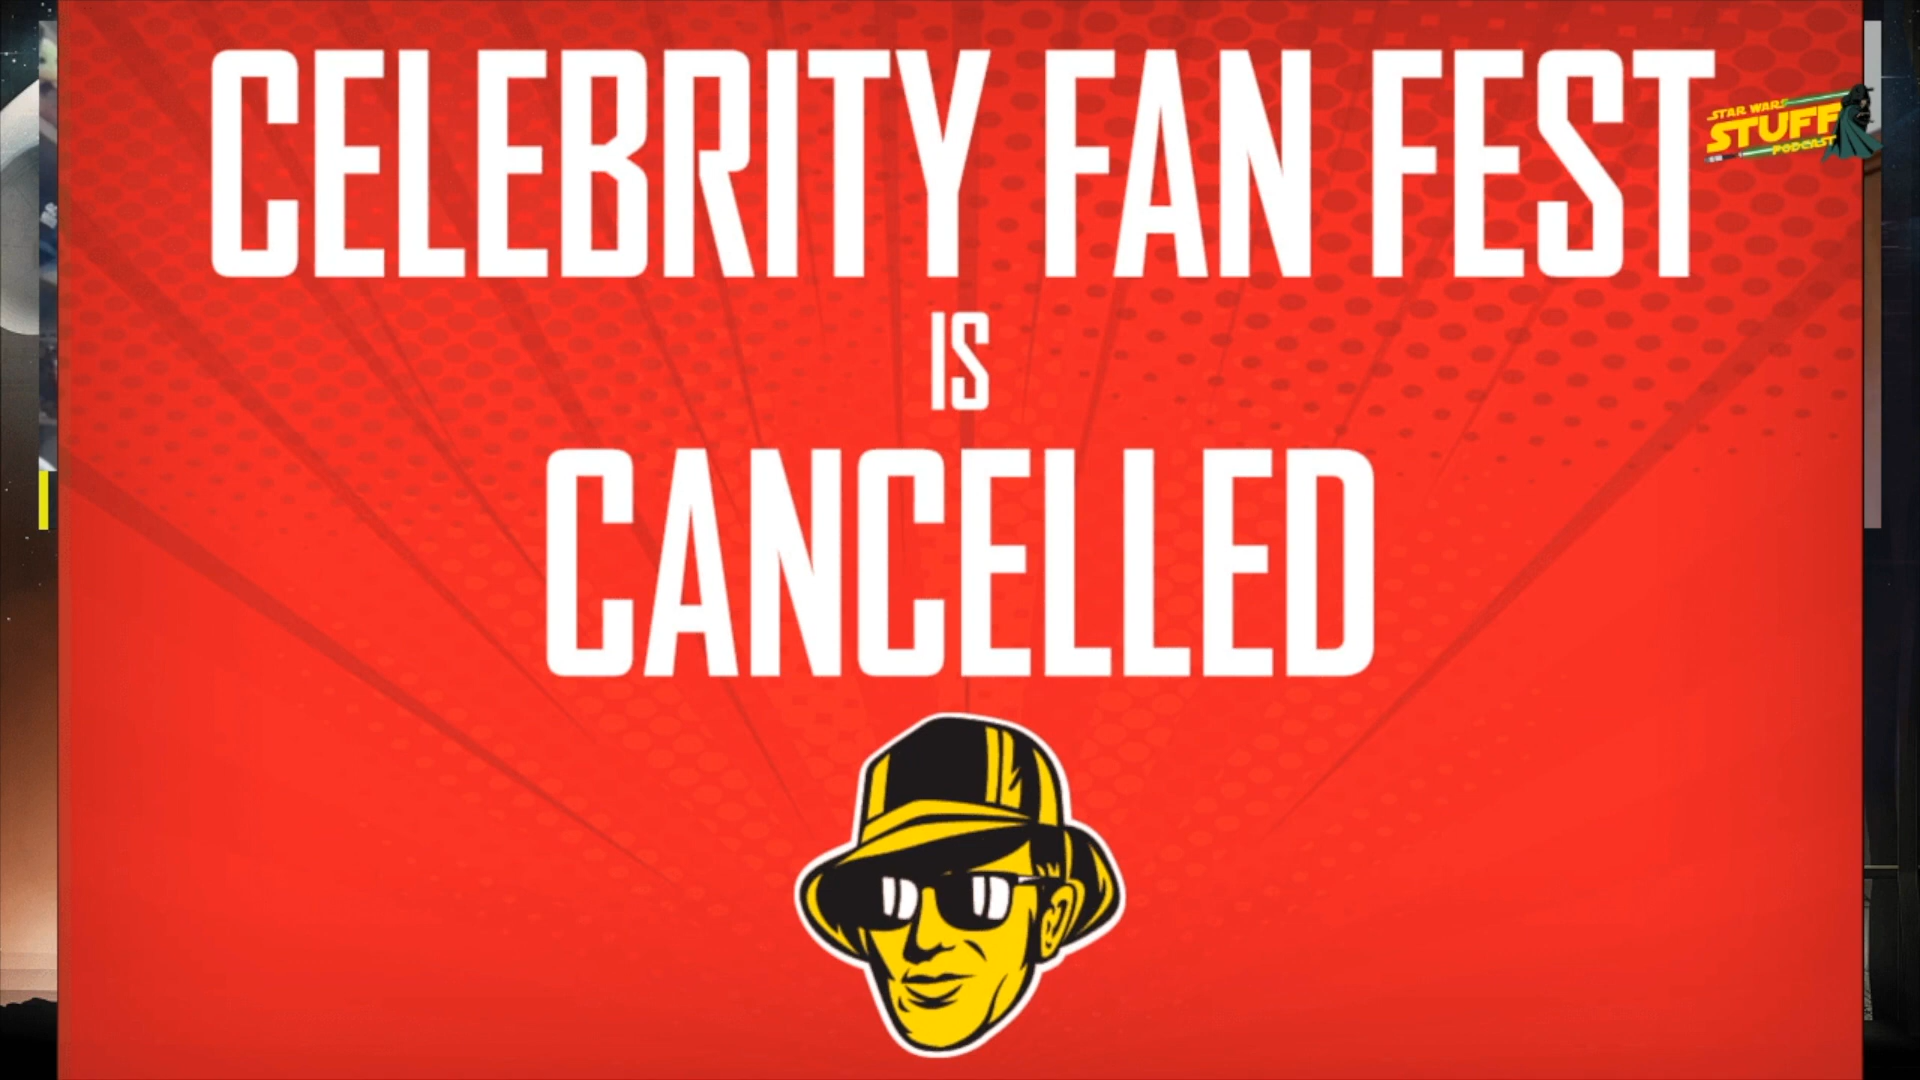 CELEBRITY FAN FEST
STAR WARS
STUFF
PODCAST
IS
CANCELLED